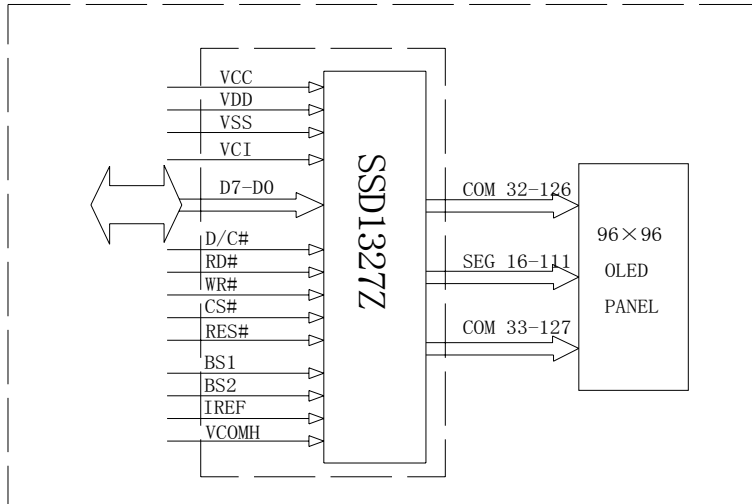 VCC
VDD
VSS
VCI
D7-D0
D/C#
RD#
WR#
CS#
RES#
BS1
BS2
IREF
VCOMH
SSD1327Z
COM 32-126
SEG 16-111
COM 33-127
96×96
OLED
PANEL